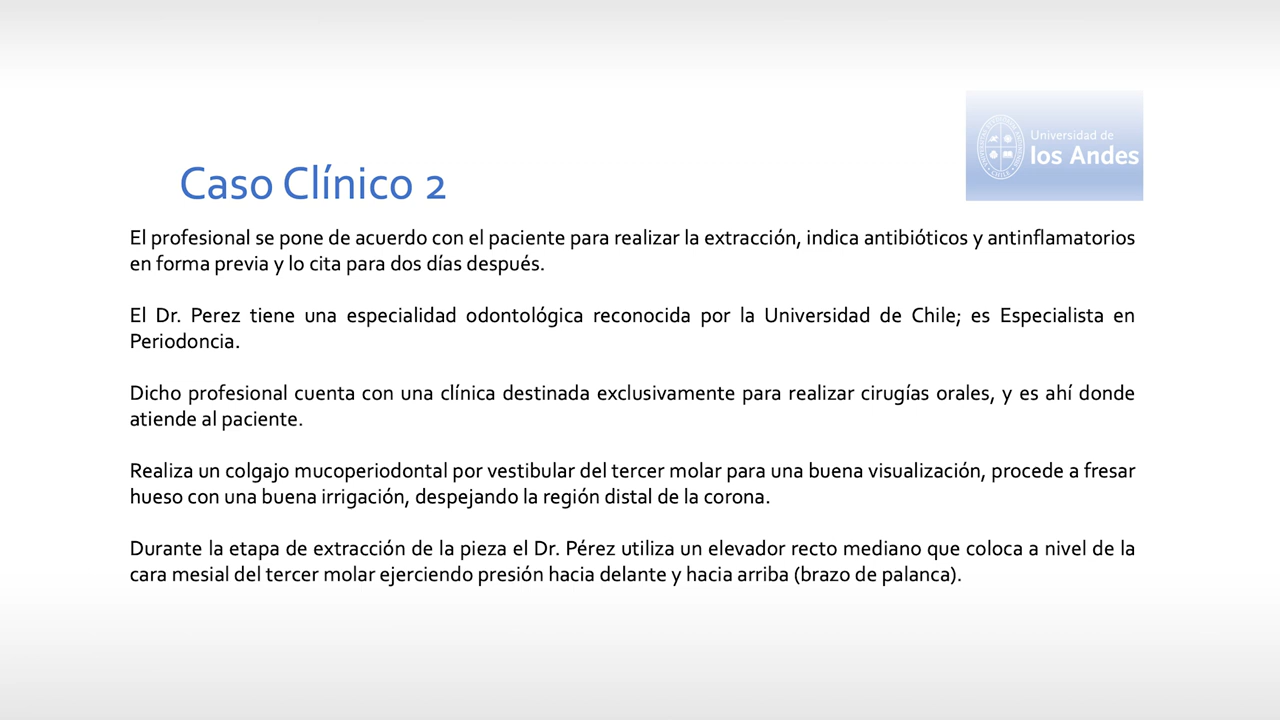 Universidad de
los Andes
Caso Clínico 2
El profesional se pone de acuerdo con el paciente para realizar la extracción, indica antibióticos y antinflamatorios
en forma previa y lo cita para dos días después.
El Dr. Perez tiene una especialidad odontológica reconocida por la Universidad de Chile; es Especialista en
Periodoncia.
Dicho profesional cuenta con una clínica destinada exclusivamente para realizar cirugías orales, y es ahí donde
atiende al paciente.
Realiza un colgajo mucoperiodontal por vestibular del tercer molar para una buena visualización, procede a fresar
hueso con una buena irrigación, despejando la región distal de la corona.
Durante la etapa de extracción de la pieza el Dr. Pérez utiliza un elevador recto mediano que coloca a nivel de la
cara mesial del tercer molar ejerciendo presión hacia delante y hacia arriba (brazo de palanca).